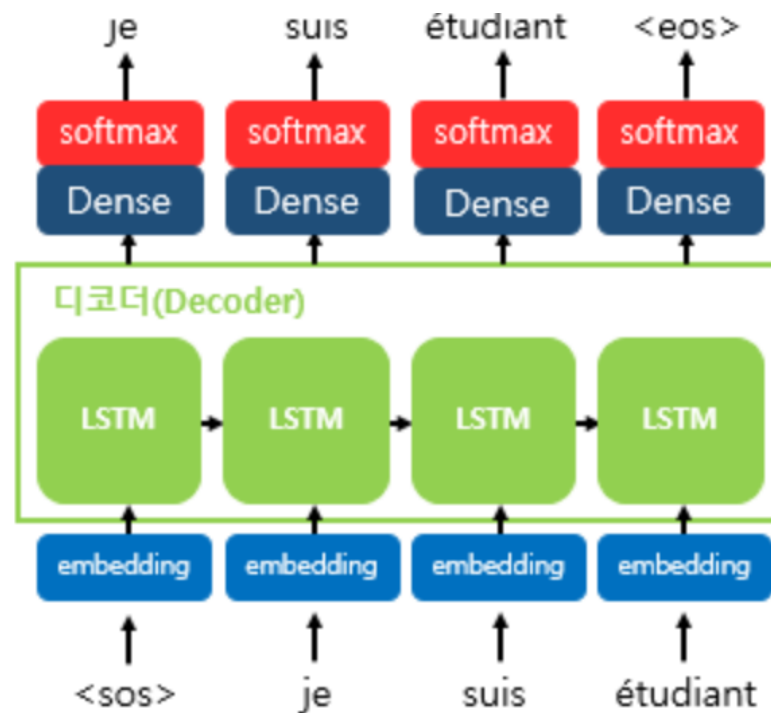 je suis étudiant <eos>
softmax softmax softmax softmax
Dense Dense Dense Dense
디코더(Decoder)
LSTM LSTM LSTM LSTM
embedding embedding embedding embedding
<sos> je suis étudiant